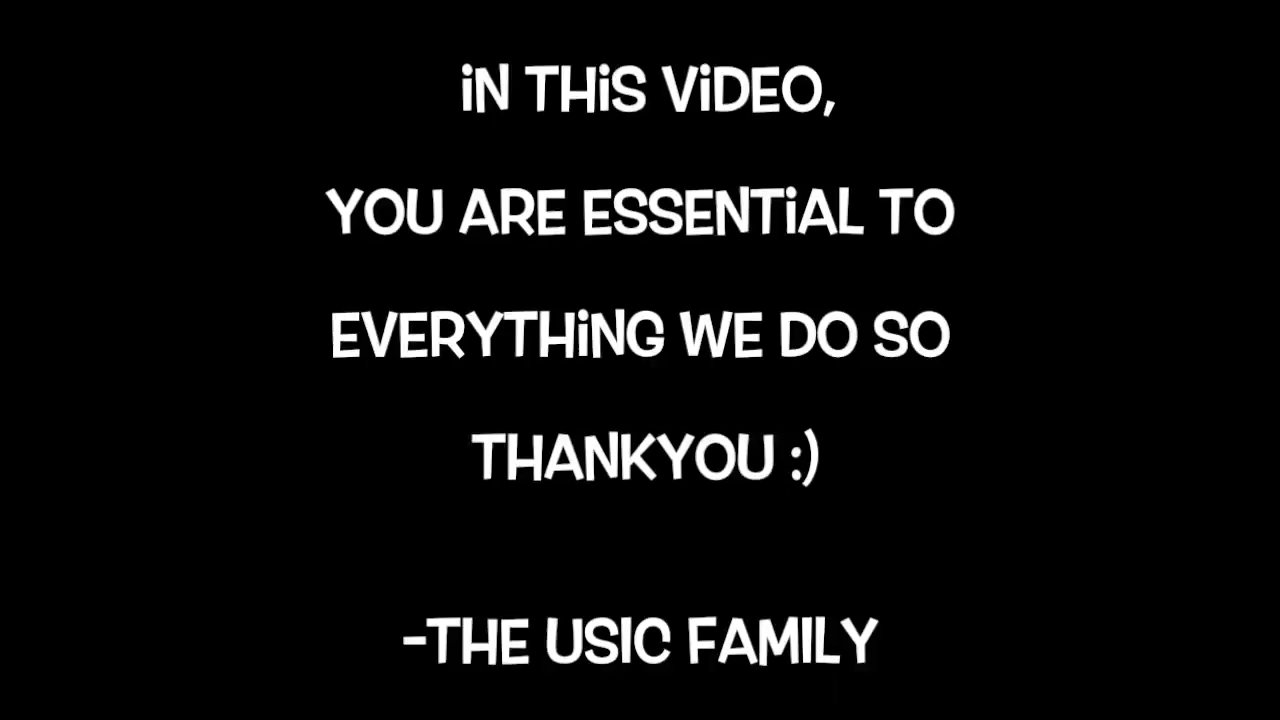 iN THiS ViDEO,
YOU ARE ESSENTiAL TO
EVERYTHiNG WE DO SO
THANKYOU :)
-THE USIC FAMILY